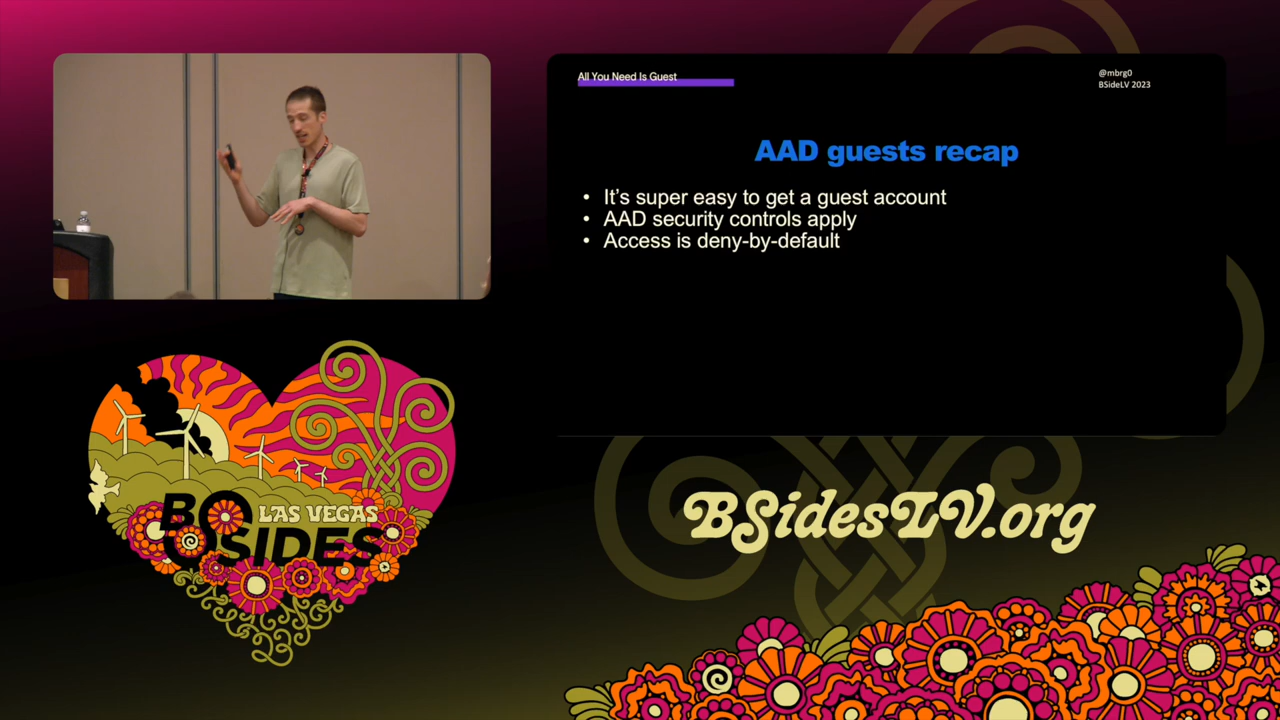 All You Need Is Guest
@mbrg0
BSideLV 2023
AAD guests recap
• It's super easy to get a guest account
• AAD security controls apply
• Access is deny-by-default
LAS VEGAS
BSIDES
BSidesLV.org